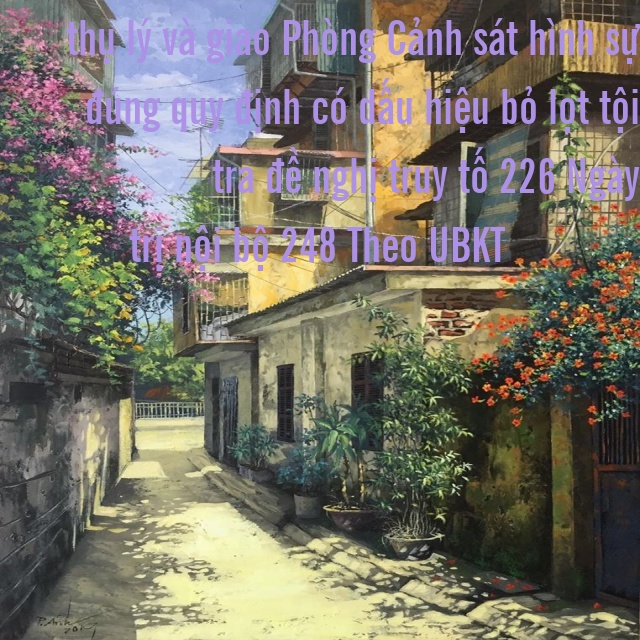 thụ lý và giao Phòng Cảnh sát hình sự
đúng quy định có dấu hiệu bỏ lọt tội
tra đề nghị truy tố 226 Ngày
trị nội bộ 248 Theo UBKT